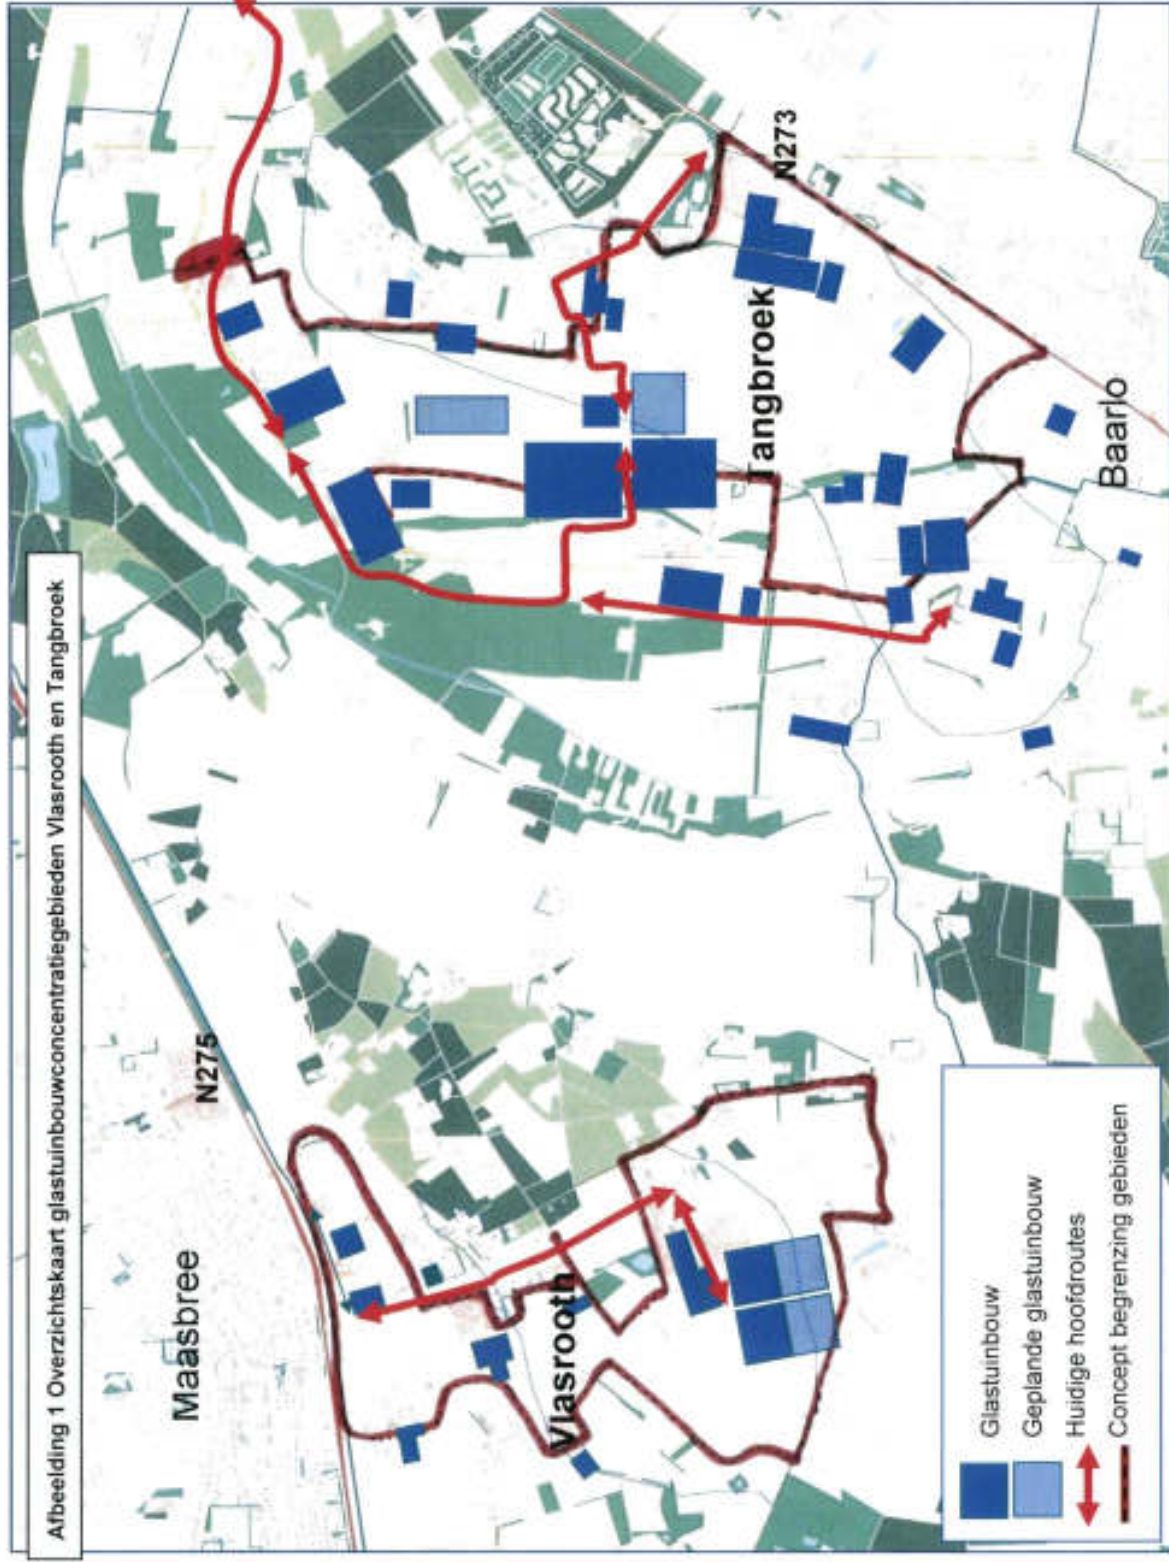 Afbeelding 1 Overzichtskaart glastuinbouwconcentratiegebieden Vlasrooth en Tangbroek
Maasbree
N275
N273
Vlasrooth
Tangbroek
Baarlo
Glastuinbouw
Geplande glastuinbouw
Huidige hoofdroutes
Concept begrenzing gebieden